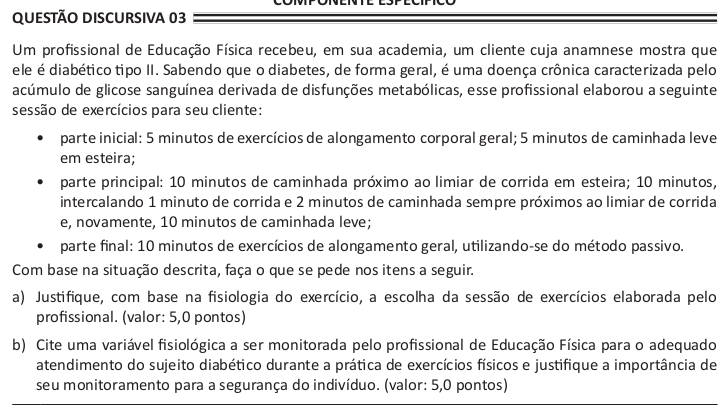 COMPONENTE ESPECÍFICO
QUESTÃO DISCURSIVA 03
Um profissional de Educação Física recebeu, em sua academia, um cliente cuja anamnese mostra que
ele é diabético tipo II. Sabendo que o diabetes, de forma geral, é uma doença crônica caracterizada pelo
acúmulo de glicose sanguínea derivada de disfunções metabólicas, esse profissional elaborou a seguinte
sessão de exercícios para seu cliente:
• parte inicial: 5 minutos de exercícios de alongamento corporal geral; 5 minutos de caminhada leve
em esteira;
• parte principal: 10 minutos de caminhada próximo ao limiar de corrida em esteira; 10 minutos,
intercalando 1 minuto de corrida e 2 minutos de caminhada sempre próximos ao limiar de corrida
e, novamente, 10 minutos de caminhada leve;
• parte final: 10 minutos de exercícios de alongamento geral, utilizando-se do método passivo.
Com base na situação descrita, faça o que se pede nos itens a seguir.
a) Justifique, com base na fisiologia do exercício, a escolha da sessão de exercícios elaborada pelo
profissional. (valor: 5,0 pontos)
b) Cite uma variável fisiológica a ser monitorada pelo profissional de Educação Física para o adequado
atendimento do sujeito diabético durante a prática de exercícios físicos e justifique a importância de
seu monitoramento para a segurança do indivíduo. (valor: 5,0 pontos)